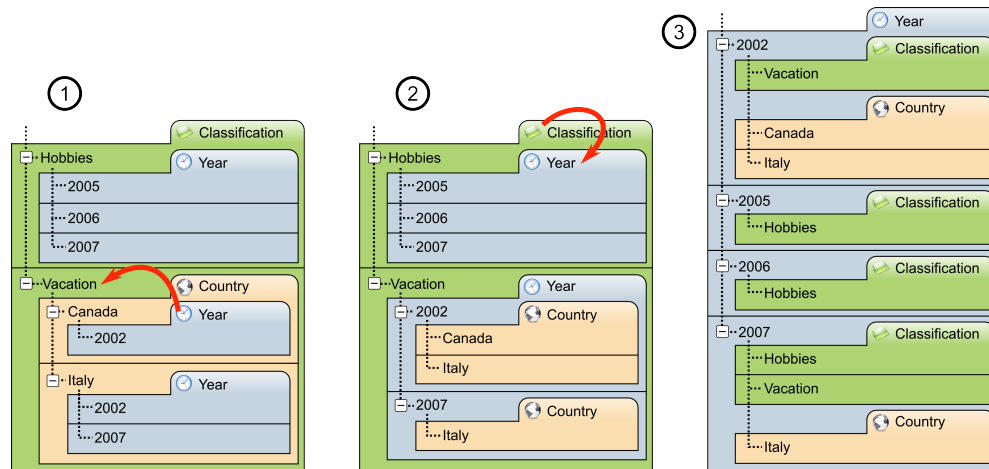 1
Classification
Hobbies
Year
2005
2006
2007
Vacation
Country
Canada
Year
2002
Italy
Year
2002
2007
2
Classification
Hobbies
Year
2005
2006
2007
Vacation
Year
2002
Country
Canada
Italy
2007
Country
Italy
3
Year
2002
Classification
Vacation
Country
Canada
Italy
2005
Classification
Hobbies
2006
Classification
Hobbies
2007
Classification
Hobbies
Vacation
Country
Italy